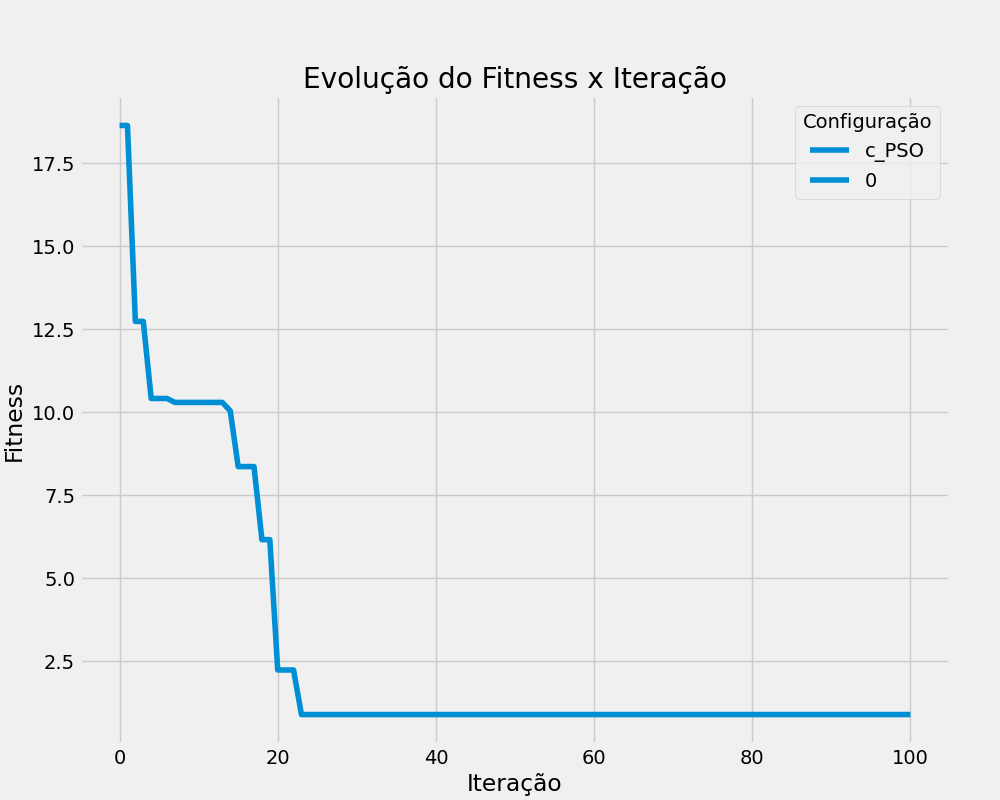 Evolução do Fitness x Iteração
Configuração
c_PSO
0
17.5
15.0
12.5
10.0
7.5
5.0
2.5
Fitness
0 20 40 60 80 100
Iteração